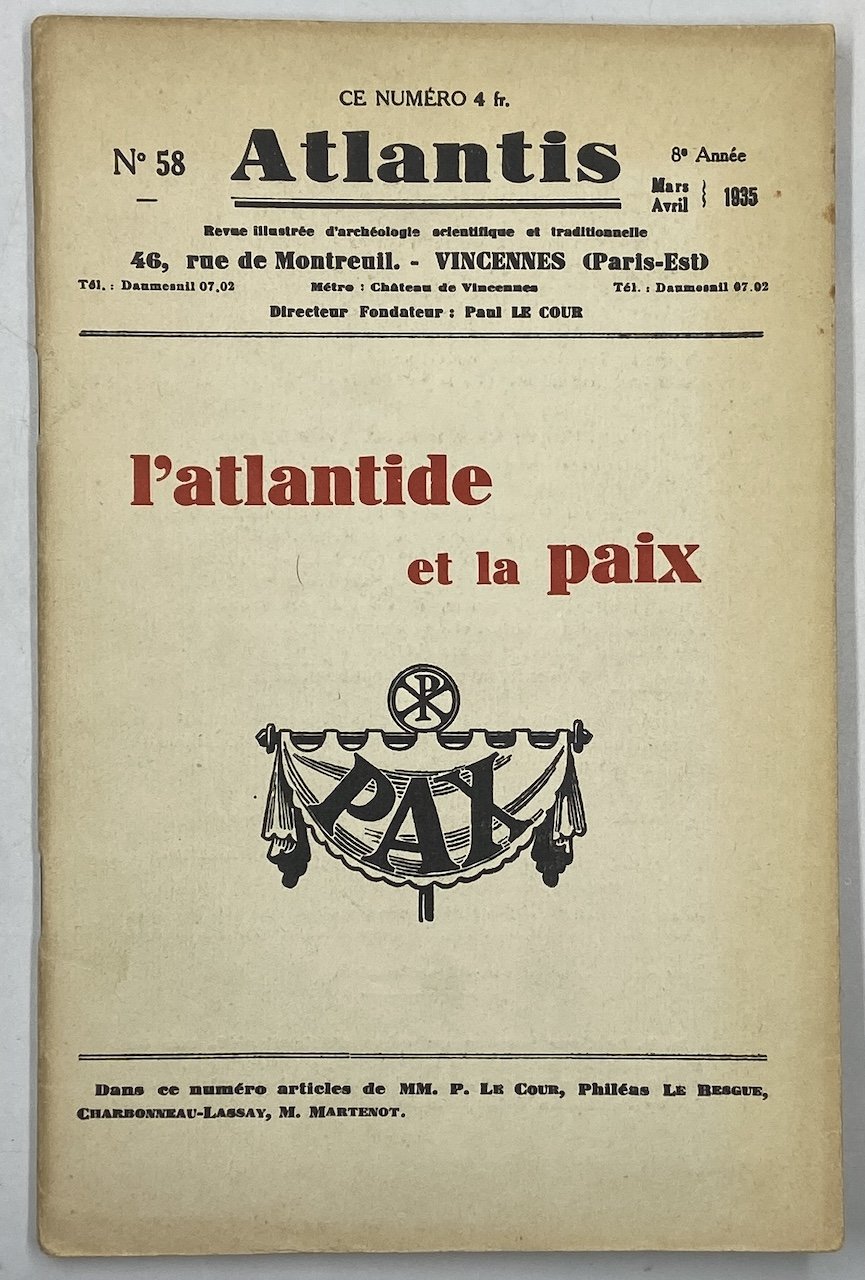 CE NUMÉRO 4 fr.
N° 58
Atlantis
8e Année
Mars
Avril } 1935
Revue illustrée d'archéologie scientifique et traditionnelle
46, rue de Montreuil. - VINCENNES (Paris-Est)
Tél. : Daumesnil 07.02 Métro : Château de Vincennes Tél. : Daumesnil 07.02
Directeur Fondateur : Paul LE COUR
l'atlantide
et la paix
PAX
Dans ce numéro articles de MM. P. LE COUR, Philéas LE BESGUE,
CHARBONNEAU-LASSAY, M. MARTENOT.